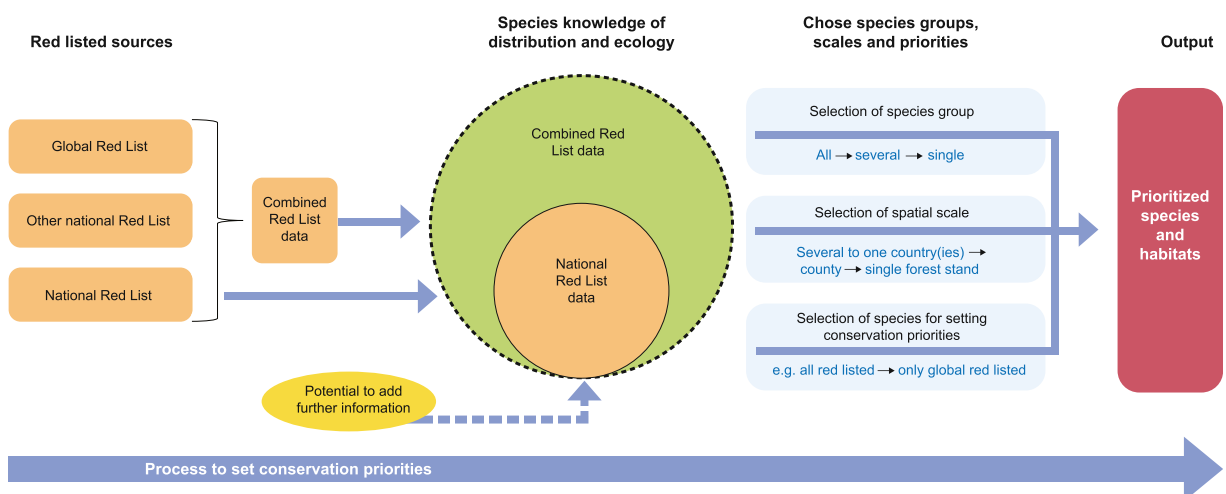 Red listed sources
Species knowledge of
distribution and ecology
Chose species groups,
scales and priorities
Output
Global Red List
Other national Red List
National Red List
Combined
Red List
data
Combined Red
List data
National
Red List
data
Potential to add
further information
Selection of species group
All → several → single
Selection of spatial scale
Several to one country(ies) →
county → single forest stand
Selection of species for setting
conservation priorities
e.g. all red listed → only global red listed
Prioritized
species
and
habitats
Process to set conservation priorities